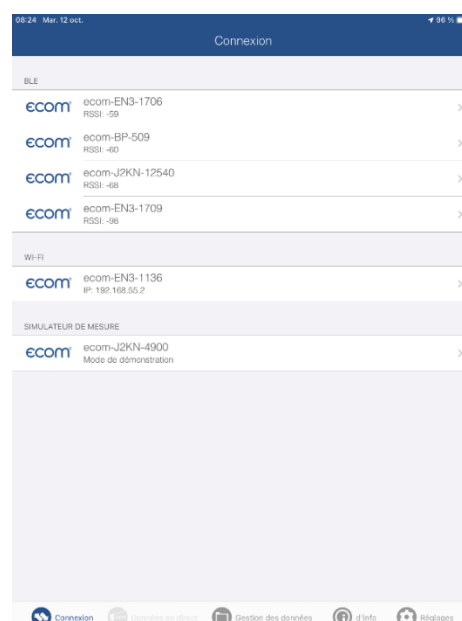 08:24 Mar. 12 oct. 96 %
Connexion
BLE
ecom ecom-EN3-1706
RSSI: -59
ecom ecom-BP-509
RSSI: -60
ecom ecom-J2KN-12540
RSSI: -68
ecom ecom-EN3-1709
RSSI: -98
WI-FI
ecom ecom-EN3-1136
IP: 192.168.55.2
SIMULATEUR DE MESURE
ecom ecom-J2KN-4900
Mode de démonstration
Connexion Données en direct Gestion des données d'Info Réglages